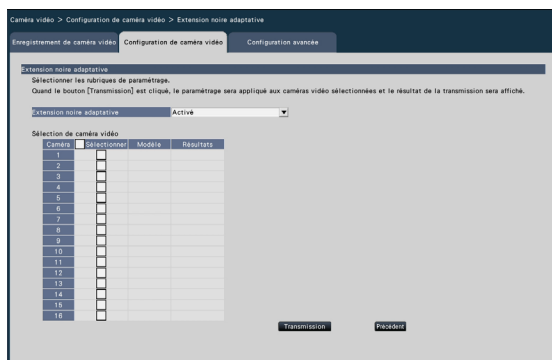 Caméra vidéo > Configuration de caméra vidéo > Extension noire adaptative
Enregistrement de caméra vidéo Configuration de caméra vidéo Configuration avancée
Extension noire adaptative
Sélectionner les rubriques de paramétrage.
Quand le bouton [Transmission] est cliqué, le paramétrage sera appliqué aux caméras vidéo sélectionnées et le résultat de la transmission sera affiché.
Extension noire adaptative Activé
Sélection de caméra vidéo
Caméra Sélectionner Modèle Résultats
1
2
3
4
5
6
7
8
9
10
11
12
13
14
15
16
Transmission Précédent